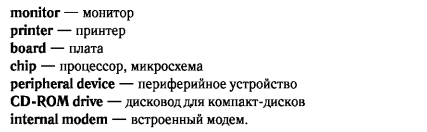 monitor — монитор
printer — принтер
board — плата
chip — процессор, микросхема
peripheral device — периферийное устройство
CD-ROM drive — дисковод для компакт-дисков
internal modem — встроенный модем.